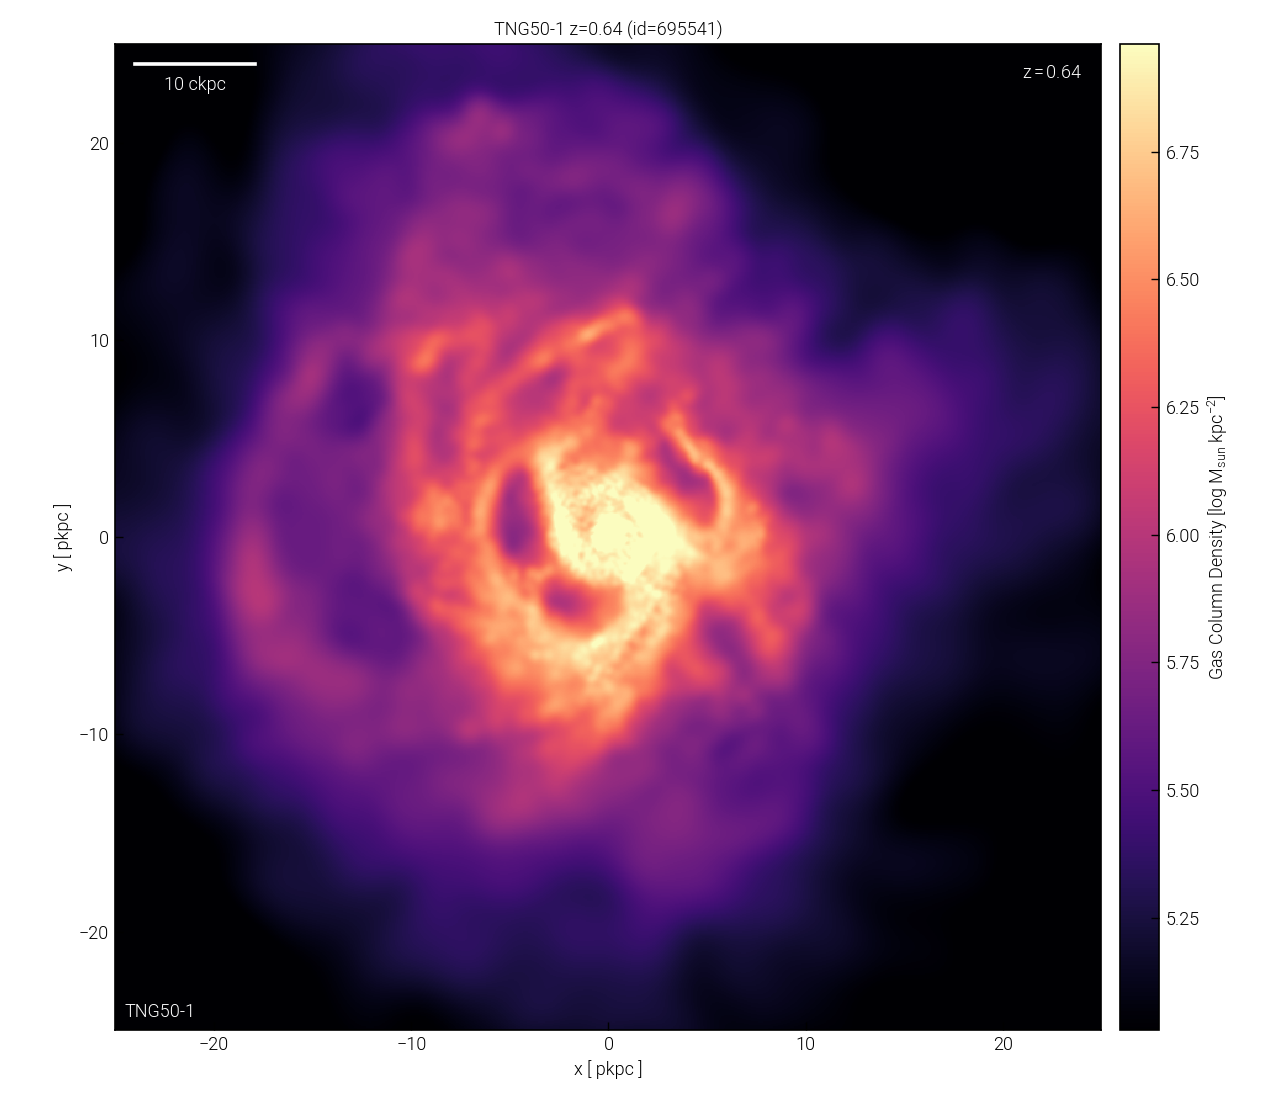 TNG50-1 z=0.64 (id=695541)
10 ckpc
z=0.64
TNG50-1
20
10
0
−10
−20
y [ pkpc ]
−20
−10
0
10
20
x [ pkpc ]
6.75
6.50
6.25
6.00
5.75
5.50
5.25
Gas Column Density [log M_sun kpc^−2]